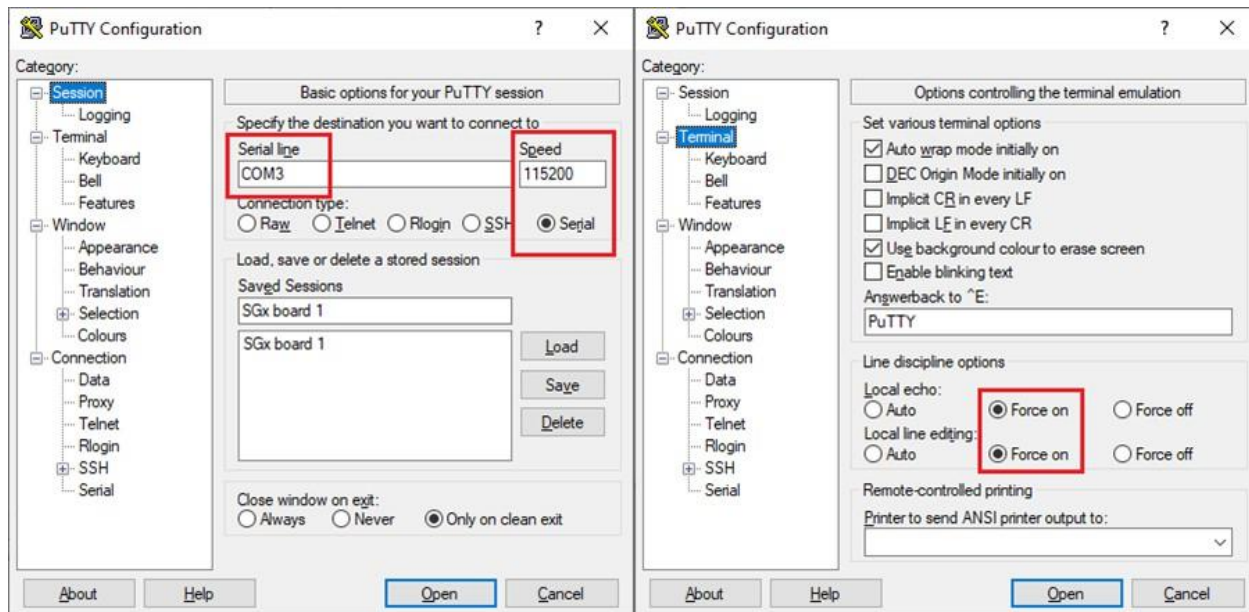 PuTTY Configuration
?
Category:
Session
Logging
Terminal
Keyboard
Bell
Features
Window
Appearance
Behaviour
Translation
Selection
Colours
Connection
Data
Proxy
Telnet
Rlogin
SSH
Serial
Basic options for your PuTTY session
Specify the destination you want to connect to
Serial line
Speed
COM3
115200
Connection type:
Raw Telnet Rlogin SSH Serial
Load, save or delete a stored session
Saved Sessions
SGx board 1
SGx board 1
Load
Save
Delete
Close window on exit:
Always Never Only on clean exit
About
Help
Open
Cancel
PuTTY Configuration
?
Category:
Session
Logging
Terminal
Keyboard
Bell
Features
Window
Appearance
Behaviour
Translation
Selection
Colours
Connection
Data
Proxy
Telnet
Rlogin
SSH
Serial
Options controlling the terminal emulation
Set various terminal options
Auto wrap mode initially on
DEC Origin Mode initially on
Implicit CR in every LF
Implicit LF in every CR
Use background colour to erase screen
Enable blinking text
Answerback to ^E:
PuTTY
Line discipline options
Local echo:
Auto Force on Force off
Local line editing:
Auto Force on Force off
Remote-controlled printing
Printer to send ANSI printer output to:
About
Help
Open
Cancel